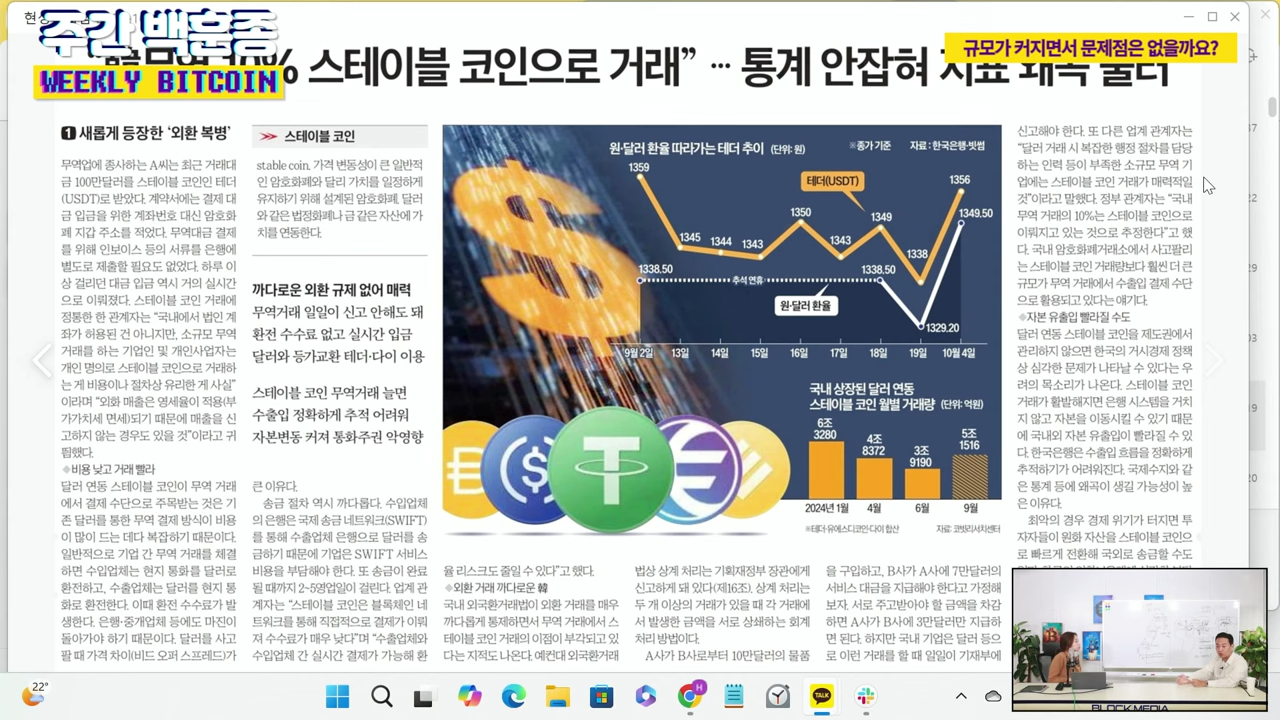 주간 백훈종
WEEKLY BITCOIN
규모가 커지면서 문제점은 없을까요?
10% 스테이블 코인으로 거래” … 통계 안잡혀 지표 왜곡 불러
1 새롭게 등장한 ‘외환 복병’
무역업에 종사하는 A씨는 최근 거래대
금 100만달러를 스테이블 코인인 테더
(USDT)로 받았다. 계약서에는 결제 대
금 입금을 위한 계좌번호 대신 암호화
폐 지갑 주소를 적었다. 무역대금 결제
를 위해 인보이스 등의 서류를 은행에
별도로 제출할 필요도 없었다. 하루 이
상 걸리던 대금 입금 역시 거의 실시간
으로 이뤄졌다. 스테이블 코인 거래에
정통한 한 관계자는 “국내에서 법인 계
좌가 허용된 건 아니지만, 소규모 무역
거래를 하는 기업인 및 개인사업자는
개인 명의로 스테이블 코인으로 거래하
는 게 비용이나 절차상 유리한 게 사실”
이라며 “외화 매출은 영세율이 적용(부
가가치세 면세)되기 때문에 매출을 신
고하지 않는 경우도 있을 것”이라고 귀
띔했다.
◆비용 낮고 거래 빨라
달러 연동 스테이블 코인이 무역 거래
에서 결제 수단으로 주목받는 것은 기
존 달러를 통한 무역 결제 방식이 비용
이 많이 드는 데다 복잡하기 때문이다.
일반적으로 기업 간 무역 거래를 체결
하면 수입업체는 현지 통화를 달러로
환전하고, 수출업체는 달러를 현지 통
화로 환전한다. 이때 환전 수수료가 발
생한다. 은행·중개업체 등에도 마진이
돌아가야 하기 때문이다. 달러를 사고
팔 때 가격 차이(비드 오퍼 스프레드)가
스테이블 코인
stable coin. 가격 변동성이 큰 일반적
인 암호화폐와 달리 가치를 일정하게
유지하기 위해 설계된 암호화폐. 달러
와 같은 법정화폐나 금 같은 자산에 가
치를 연동한다.
까다로운 외환 규제 없어 매력
무역거래 일일이 신고 안해도 돼
환전 수수료 없고 실시간 입금
달러와 등가교환 테더·다이 이용
스테이블 코인 무역거래 늘면
수출입 정확하게 추적 어려워
자본변동 커져 통화주권 악영향
큰 이유다.
송금 절차 역시 까다롭다. 수입업체
의 은행은 국제 송금 네트워크(SWIFT)
를 통해 수출업체 은행으로 달러를 송
금하기 때문에 기업은 SWIFT 서비스
비용을 부담해야 한다. 또 송금이 완료
될 때까지 2~5영업일이 걸린다. 업계 관
계자는 “스테이블 코인은 블록체인 네
트워크를 통해 직접적으로 결제가 이뤄
져 수수료가 매우 낮다”며 “수출업체와
수입업체 간 실시간 결제가 가능해 환
원·달러 환율 따라가는 테더 추이 (단위: 원)
※종가 기준 자료: 한국은행·빗썸
1359
테더(USDT)
1356
1350
1349
1349.50
1345 1344 1343
1343
1338
1338.50
1338.50
추석 연휴
원·달러 환율
1329.20
9월 2일 13일 14일 15일 16일 17일 18일 19일 10월 4일
국내 상장된 달러 연동
스테이블 코인 월별 거래량 (단위: 억원)
6조
3280
4조
8372
3조
9190
5조
1516
2024년 1월 4월 6월 9월
※테더·유에스디코인·다이 합산 자료: 코빗리서치센터
율 리스크도 줄일 수 있다”고 했다.
◆외환 거래 까다로운 韓
국내 외국환거래법이 외환 거래를 매우
까다롭게 통제하면서 무역 거래에서 스
테이블 코인 거래의 이점이 부각되고 있
다는 지적도 나온다. 예컨대 외국환거래
법상 상계 처리는 기획재정부 장관에게
신고하게 돼 있다(제16조). 상계 처리는
두 개 이상의 거래가 있을 때 각 거래에
서 발생한 금액을 서로 상쇄하는 회계
처리 방법이다.
A사가 B사로부터 10만달러의 물품
을 구입하고, B사가 A사에 7만달러의
서비스 대금을 지급해야 한다고 가정해
보자. 서로 주고받아야 할 금액을 차감
하면 A사가 B사에 3만달러만 지급하
면 된다. 하지만 국내 기업은 달러 등으
로 이런 거래를 할 때 일일이 기재부에
신고해야 한다. 또 다른 업계 관계자는
“달러 거래 시 복잡한 행정 절차를 담당
하는 인력 등이 부족한 소규모 무역 기
업에는 스테이블 코인 거래가 매력적일
것”이라고 말했다. 정부 관계자는 “국내
무역 거래의 10%는 스테이블 코인으로
이뤄지고 있는 것으로 추정한다”고 했
다. 국내 암호화폐거래소에서 사고팔리
는 스테이블 코인 거래량보다 훨씬 더 큰
규모가 무역 거래에서 수출입 결제 수단
으로 활용되고 있다는 얘기다.
◆자본 유출입 빨라질 수도
달러 연동 스테이블 코인을 제도권에서
관리하지 않으면 한국의 거시경제 정책
상 심각한 문제가 나타날 수 있다는 우
려의 목소리가 나온다. 스테이블 코인
거래가 활발해지면 은행 시스템을 거치
지 않고 자본을 이동시킬 수 있기 때문
에 국내외 자본 유출입이 빨라질 수 있
다. 한국은행은 수출입 흐름을 정확하게
추적하기가 어려워진다. 국제수지와 같
은 통계 등에 왜곡이 생길 가능성이 높
은 이유다.
최악의 경우 경제 위기가 터지면 투
자자들이 원화 자산을 스테이블 코인으
로 빠르게 전환해 국외로 송금할 수도
22°
TALK
BLOCK MEDIA